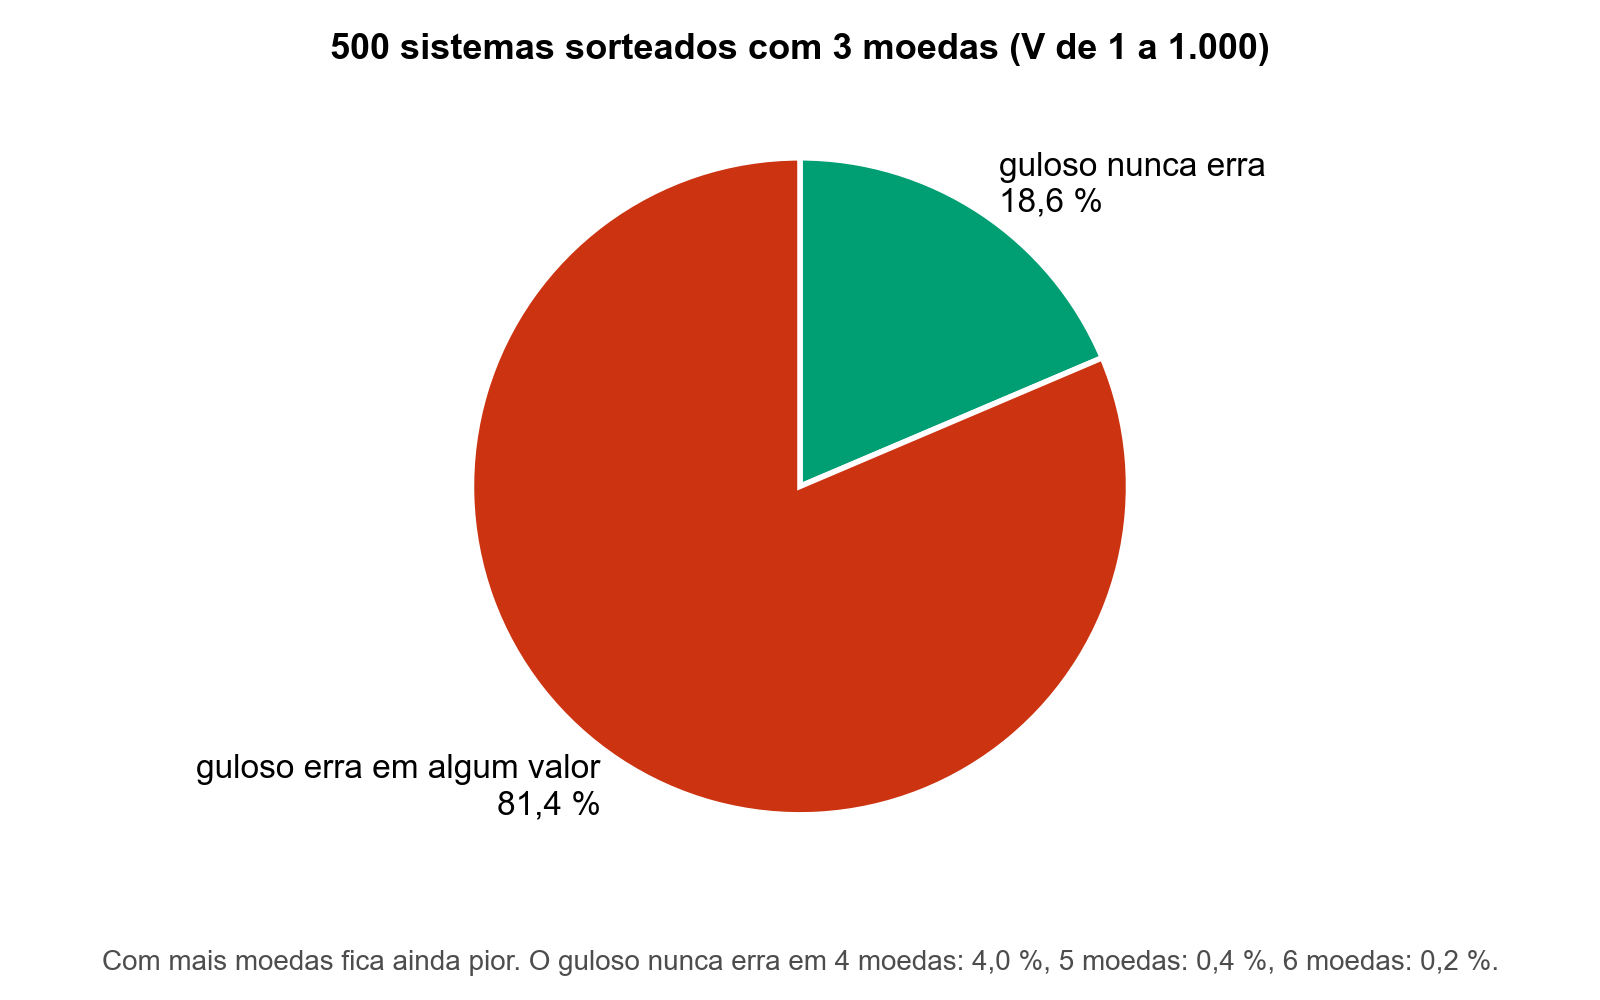 500 sistemas sorteados com 3 moedas (V de 1 a 1.000)
guloso nunca erra
18,6 %
guloso erra em algum valor
81,4 %
Com mais moedas fica ainda pior. O guloso nunca erra em 4 moedas: 4,0 %, 5 moedas: 0,4 %, 6 moedas: 0,2 %.